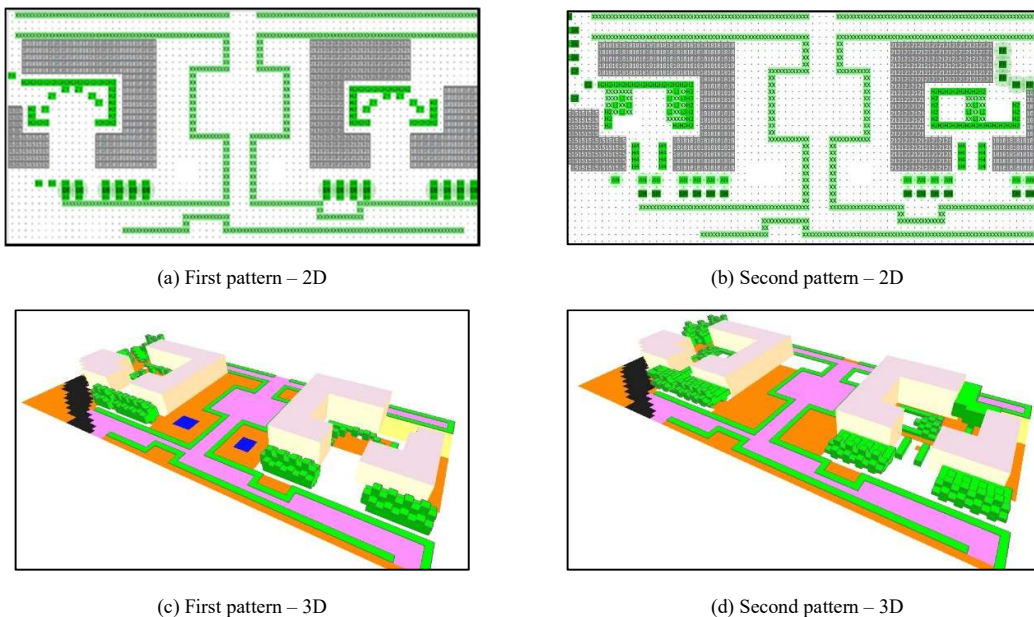 (a) First pattern – 2D
(b) Second pattern – 2D
(c) First pattern – 3D
(d) Second pattern – 3D